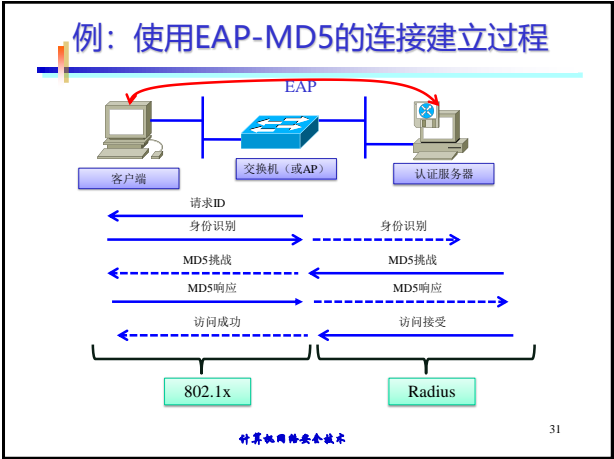 例：使用EAP-MD5的连接建立过程
EAP
客户端
交换机（或AP）
认证服务器
请求ID
身份识别 身份识别
MD5挑战 MD5挑战
MD5响应 MD5响应
访问成功 访问接受
802.1x Radius
计算机网络安全技术 31